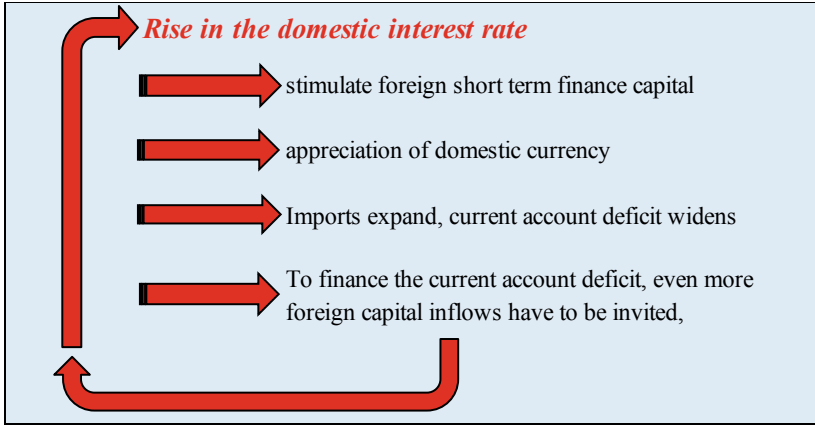 Rise in the domestic interest rate
stimulate foreign short term finance capital
appreciation of domestic currency
Imports expand, current account deficit widens
To finance the current account deficit, even more
foreign capital inflows have to be invited,